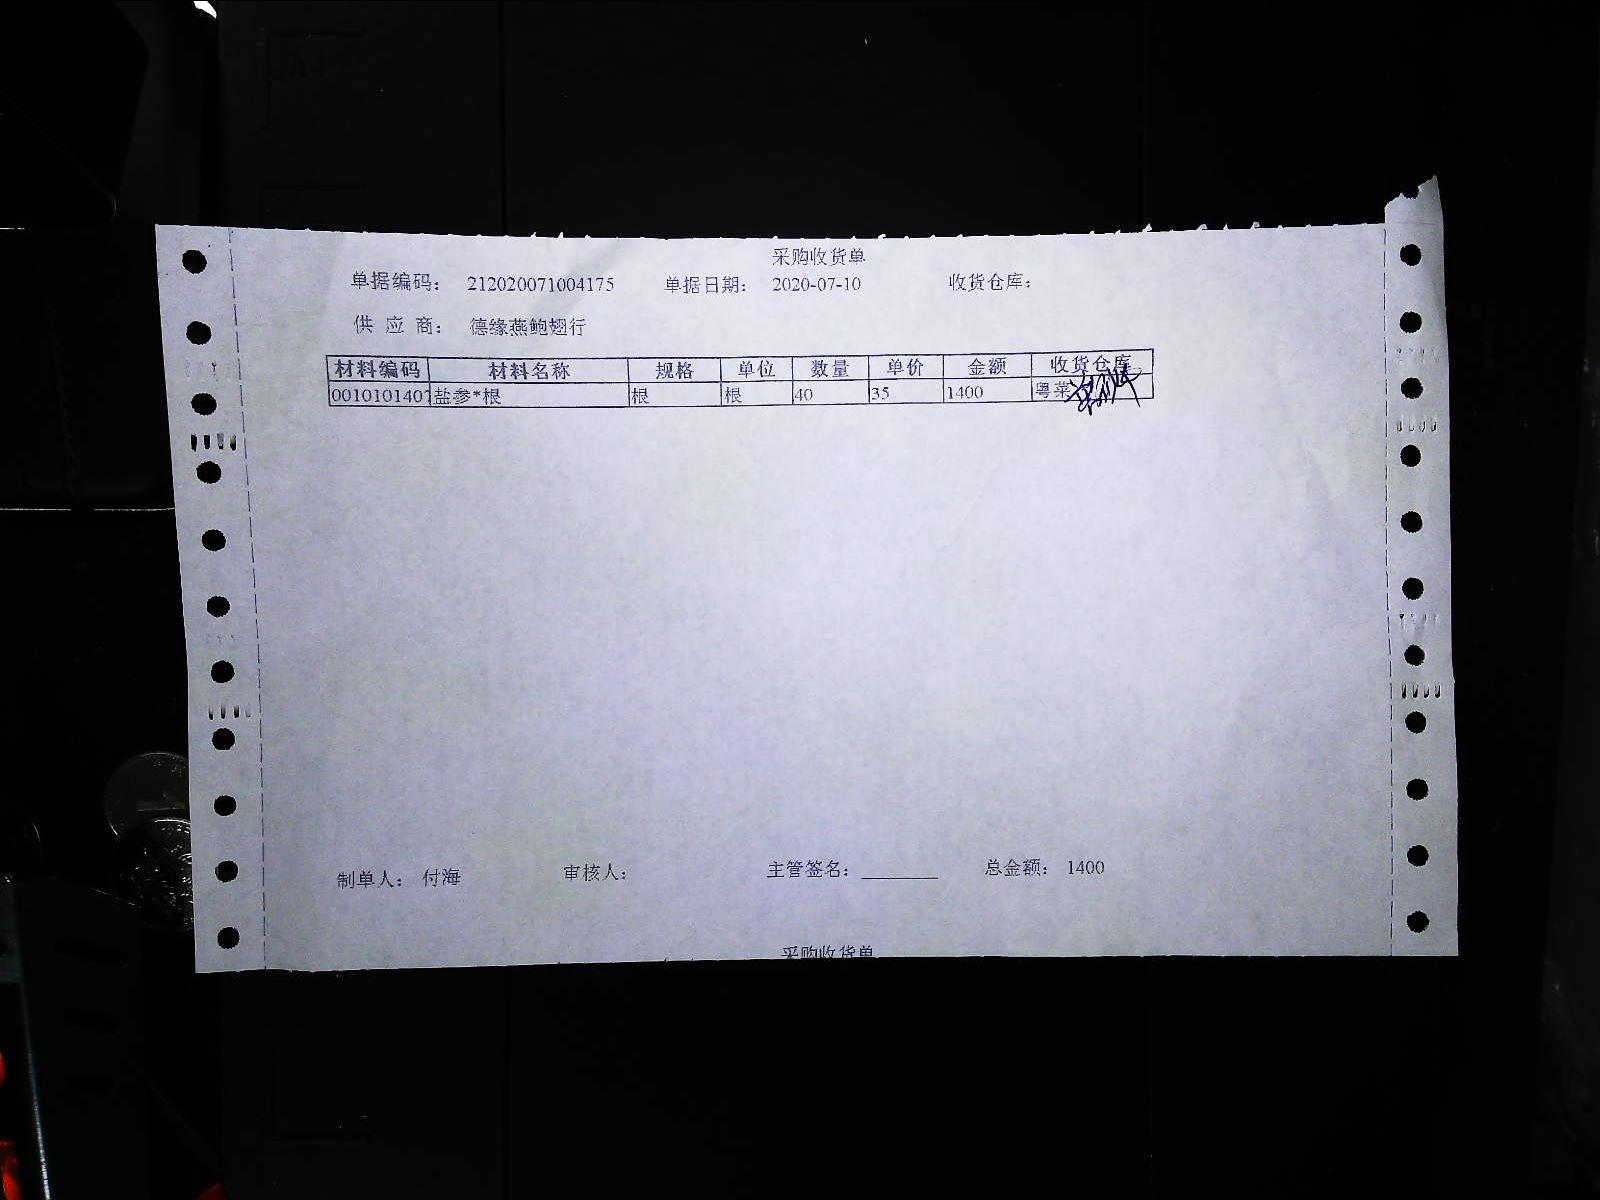 采购收货单
单据编码： 212020071004175 单据日期： 2020-07-10 收货仓库：
供 应 商： 德缘燕鲍翅行
材料编码 材料名称 规格 单位 数量 单价 金额 收货仓库
0010101407 盐参*根 根 根 40 35 1400 粤菜
制单人： 付海 审核人： 主管签名： 总金额： 1400
采购收货单